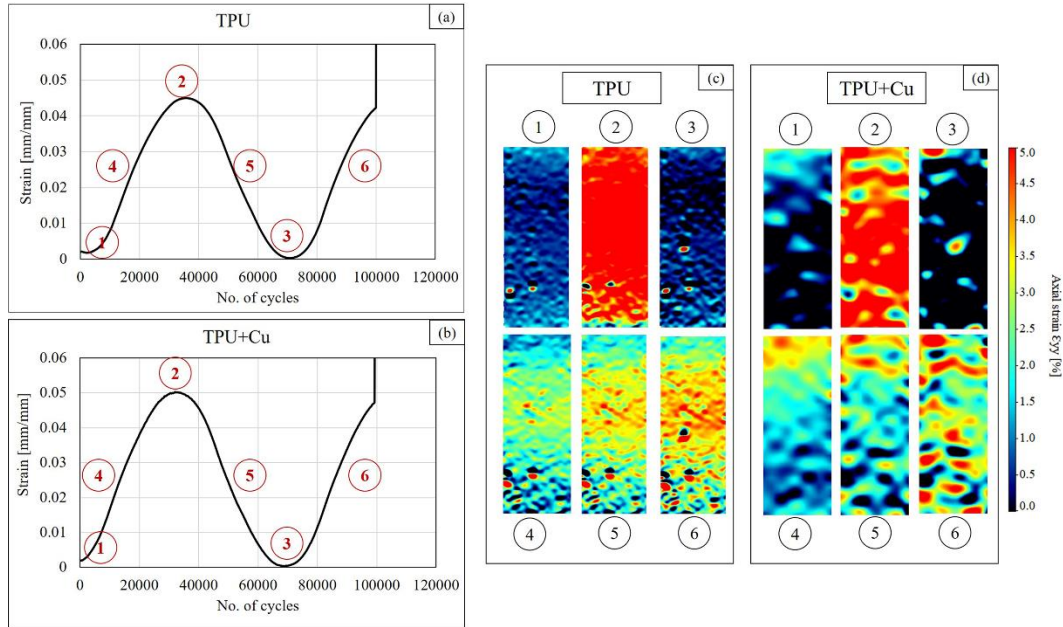 TPU
(a)
0.06
0.05
0.04
0.03
0.02
0.01
0
Strain [mm/mm]
1
2
3
4
5
6
0 20000 40000 60000 80000 100000 120000
No. of cycles
TPU+Cu
(b)
0.06
0.05
0.04
0.03
0.02
0.01
0
Strain [mm/mm]
1
2
3
4
5
6
0 20000 40000 60000 80000 100000 120000
No. of cycles
(c)
TPU
1 2 3
4 5 6
(d)
TPU+Cu
1 2 3
4 5 6
5.0
4.5
4.0
3.5
3.0
2.5
2.0
1.5
1.0
0.5
0.0
Axial strain εyy [%]